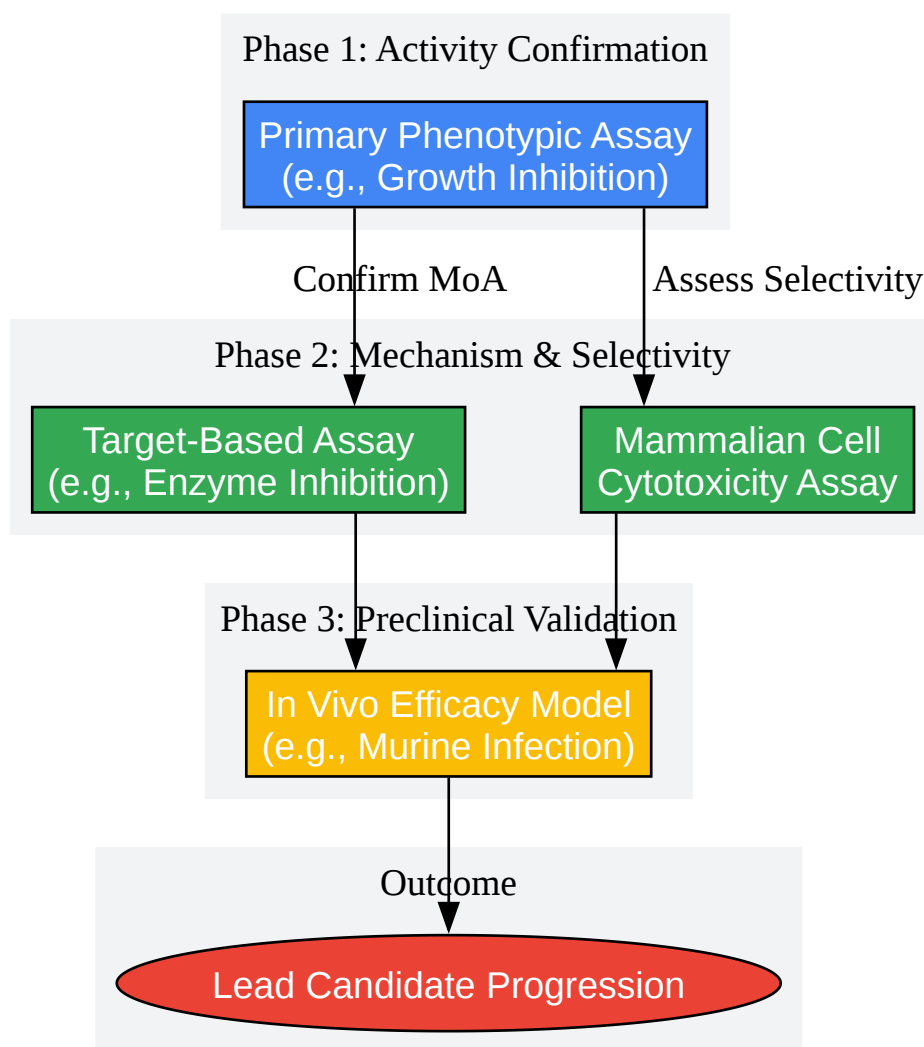 Phase 1: Activity Confirmation
Primary Phenotypic Assay
(e.g., Growth Inhibition)
Confirm MoA
Assess Selectivity
Phase 2: Mechanism & Selectivity
Target-Based Assay
(e.g., Enzyme Inhibition)
Mammalian Cell
Cytotoxicity Assay
Phase 3: Preclinical Validation
In Vivo Efficacy Model
(e.g., Murine Infection)
Outcome
Lead Candidate Progression